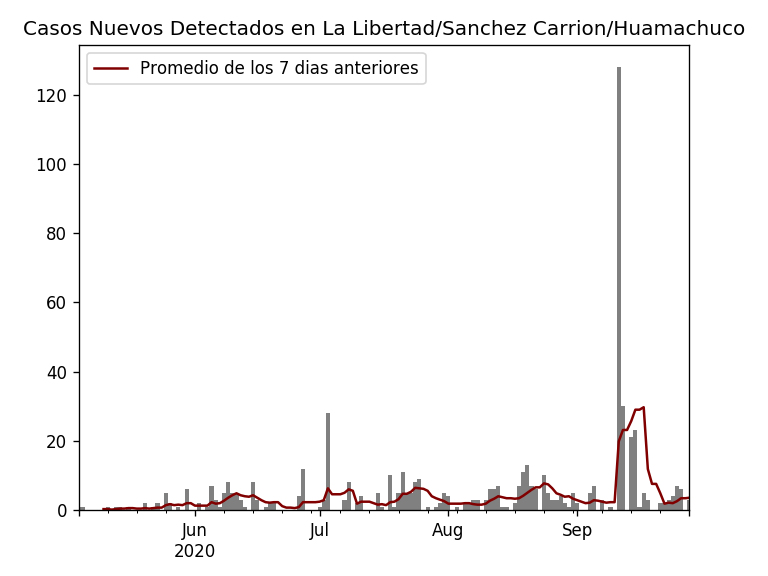 Casos Nuevos Detectados en La Libertad/Sanchez Carrion/Huamachuco
Promedio de los 7 dias anteriores
120
100
80
60
40
20
0
Jun Jul Aug Sep
2020